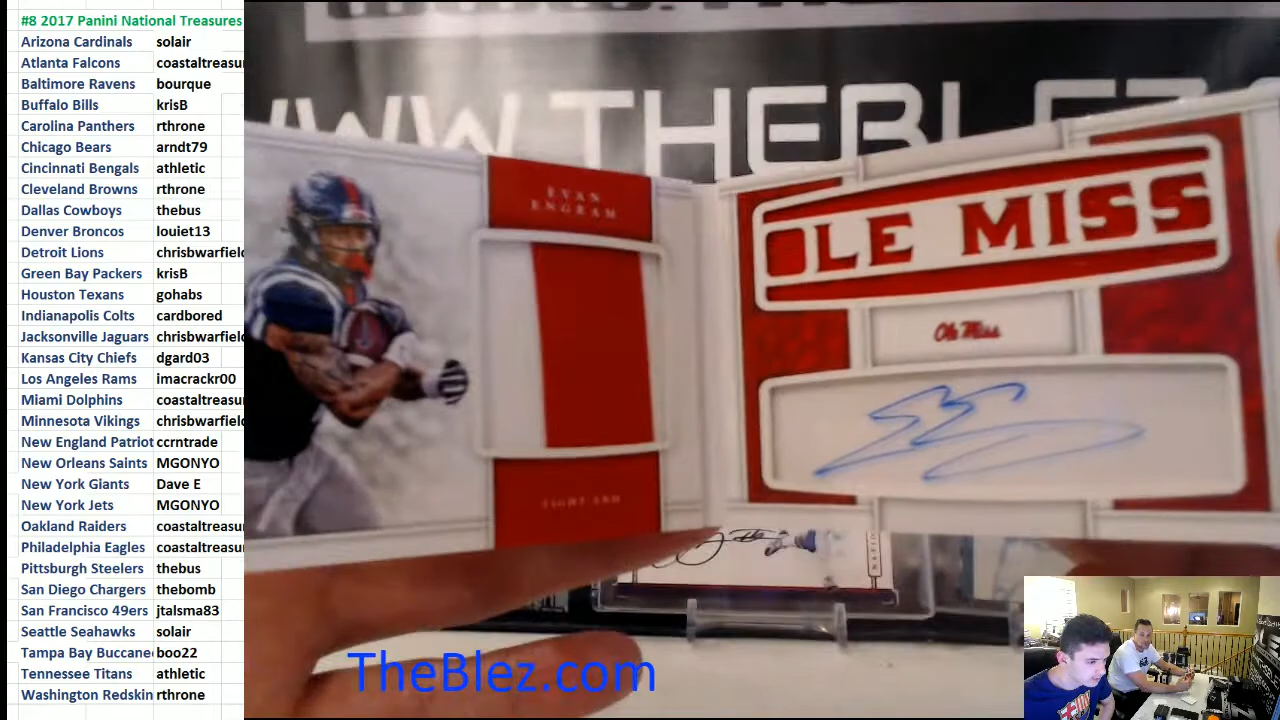 #8 2017 Panini National Treasures
Arizona Cardinals solair
Atlanta Falcons coastaltreasu
Baltimore Ravens bourque
Buffalo Bills krisB
Carolina Panthers rthrone
Chicago Bears arndt79
Cincinnati Bengals athletic
Cleveland Browns rthrone
Dallas Cowboys thebus
Denver Broncos louiet13
Detroit Lions chrisbwarfield
Green Bay Packers krisB
Houston Texans gohabs
Indianapolis Colts cardbored
Jacksonville Jaguars chrisbwarfield
Kansas City Chiefs dgard03
Los Angeles Rams imacrackr00
Miami Dolphins coastaltreasu
Minnesota Vikings chrisbwarfield
New England Patriot ccrntrade
New Orleans Saints MGONYO
New York Giants Dave E
New York Jets MGONYO
Oakland Raiders coastaltreasu
Philadelphia Eagles coastaltreasu
Pittsburgh Steelers thebus
San Diego Chargers thebomb
San Francisco 49ers jtalsma83
Seattle Seahawks solair
Tampa Bay Buccane boo22
Tennessee Titans athletic
Washington Redskin rthrone
WWW.THEBLEZ.
EVAN
ENGRAM
TIGHT END
OLE MISS
Ole Miss
TheBlez.com